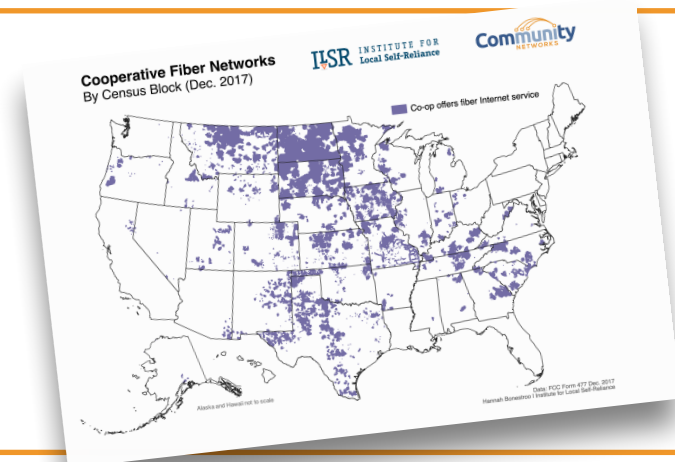 Cooperative Fiber Networks
By Census Block (Dec. 2017)
ILSR INSTITUTE FOR
Local Self-Reliance
Community
NETWORKS
Co-op offers fiber Internet service
Alaska and Hawaii not to scale
Data: FCC Form 477 Dec. 2017
Hannah Bonestroo | Institute for Local Self-Reliance